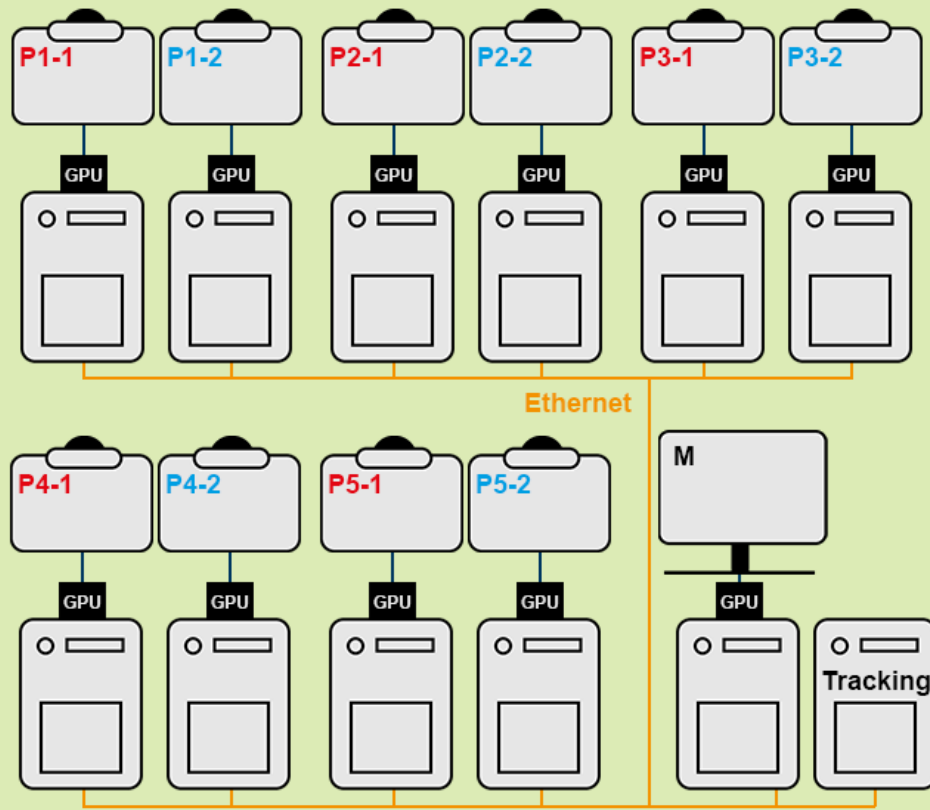 P1-1 P1-2 P2-1 P2-2 P3-1 P3-2
GPU GPU GPU GPU GPU GPU
Ethernet
M
P4-1 P4-2 P5-1 P5-2
GPU GPU GPU GPU GPU
Tracking